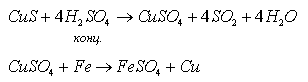 CuS + 4H₂SO₄ → CuSO₄ + 4SO₂ + 4H₂O
конц.
CuSO₄ + Fe → FeSO₄ + Cu